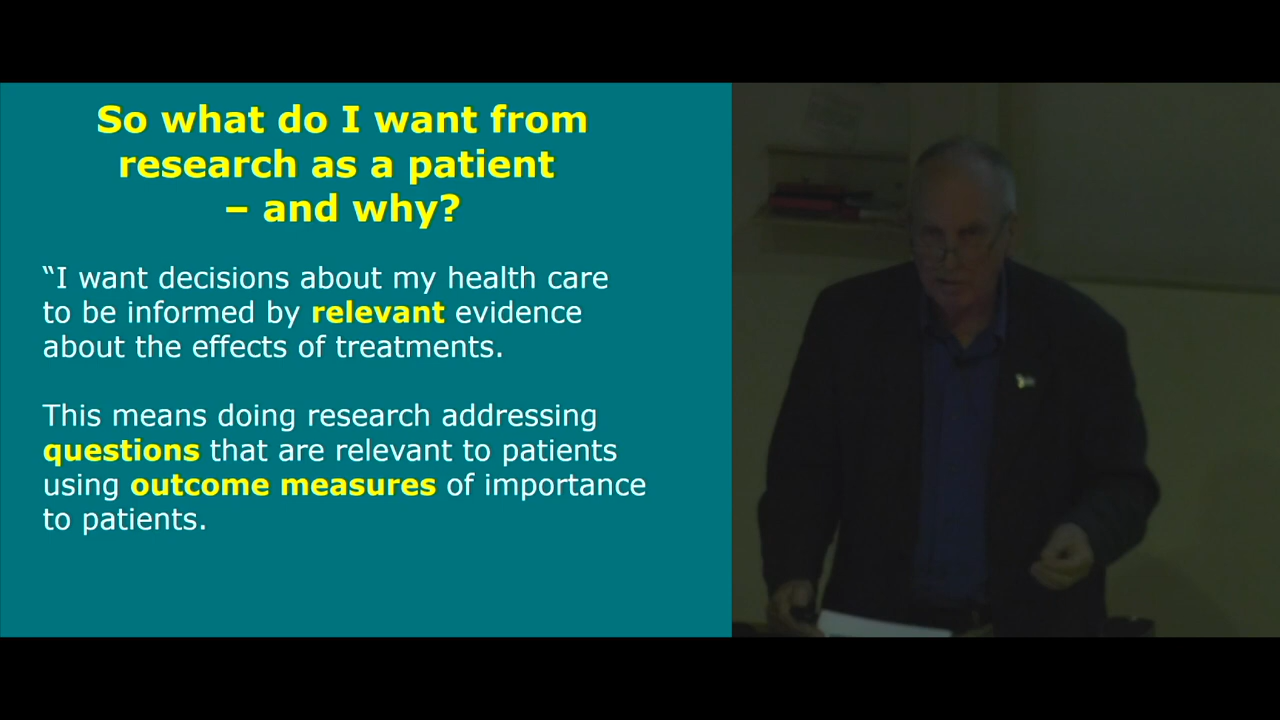 So what do I want from
research as a patient
– and why?
“I want decisions about my health care
to be informed by relevant evidence
about the effects of treatments.
This means doing research addressing
questions that are relevant to patients
using outcome measures of importance
to patients.